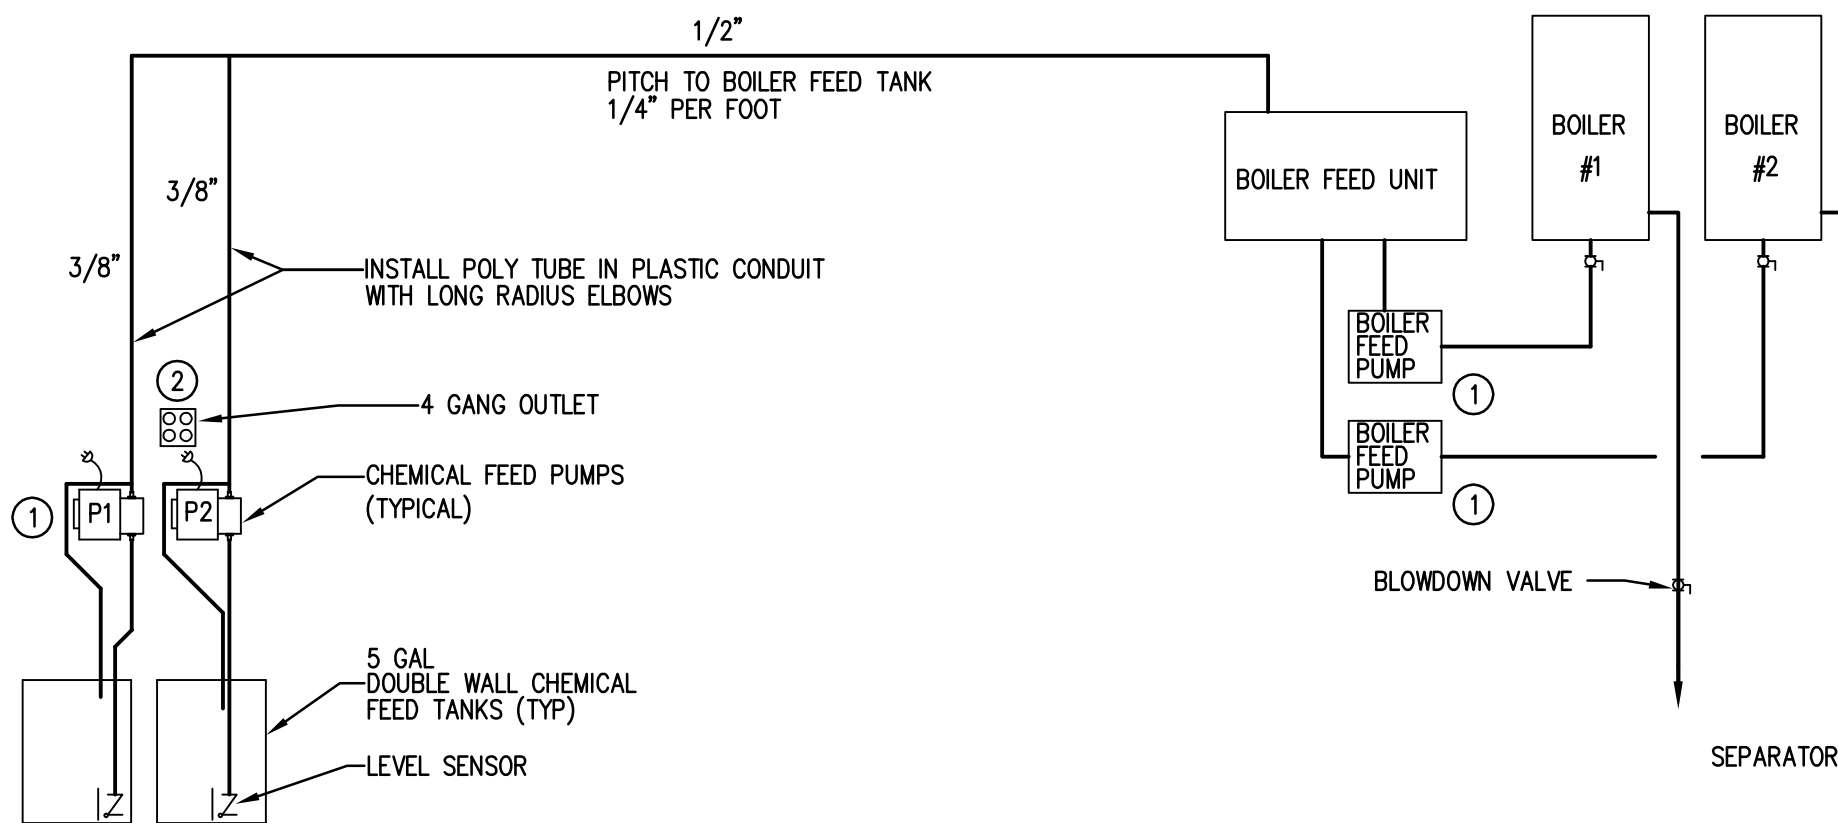 1/2"
PITCH TO BOILER FEED TANK
1/4" PER FOOT
BOILER
#1
BOILER
#2
BOILER FEED UNIT
3/8"
3/8"
INSTALL POLY TUBE IN PLASTIC CONDUIT
WITH LONG RADIUS ELBOWS
BOILER
FEED
PUMP
1
2
4 GANG OUTLET
BOILER
FEED
PUMP
1
CHEMICAL FEED PUMPS
(TYPICAL)
1
P1
P2
BLOWDOWN VALVE
5 GAL
DOUBLE WALL CHEMICAL
FEED TANKS (TYP)
LEVEL SENSOR
SEPARATOR